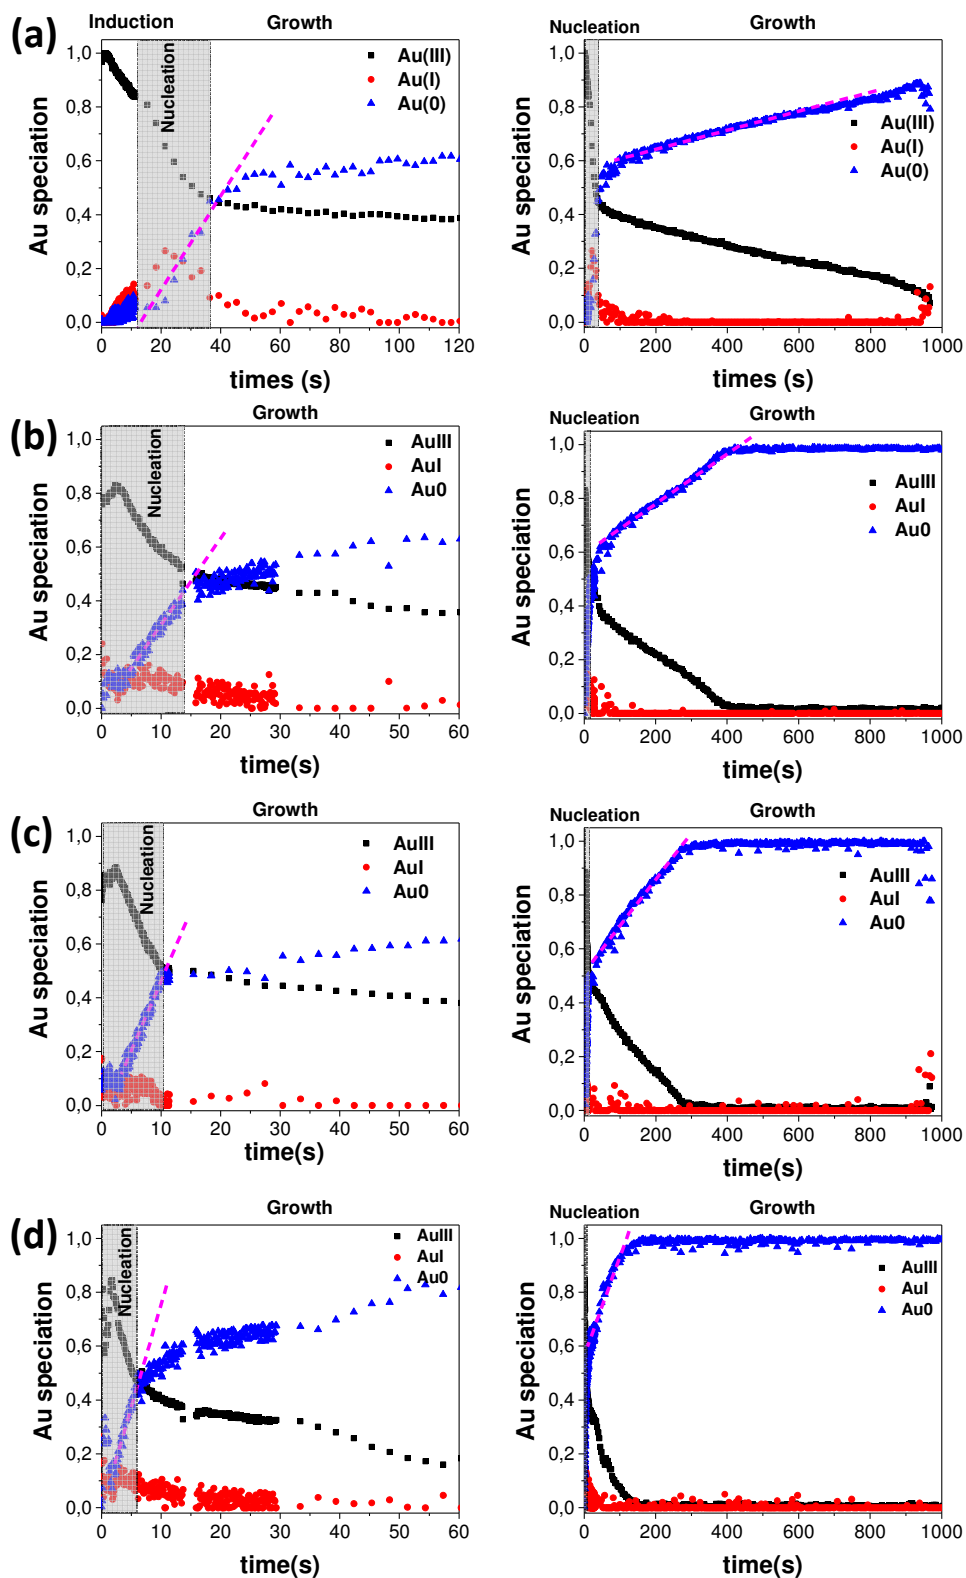 (a)
Induction
Growth
Nucleation
Au(III)
Au(I)
Au(0)
Au speciation
1,0
0,8
0,6
0,4
0,2
0,0
0 20 40 60 80 100 120
times (s)
Nucleation
Growth
Au(III)
Au(I)
Au(0)
Au speciation
1,0
0,8
0,6
0,4
0,2
0,0
0 200 400 600 800 1000
times (s)
(b)
Growth
Nucleation
AuIII
AuI
Au0
Au speciation
1,0
0,8
0,6
0,4
0,2
0,0
0 10 20 30 40 50 60
time(s)
Nucleation
Growth
AuIII
AuI
Au0
Au speciation
1,0
0,8
0,6
0,4
0,2
0,0
0 200 400 600 800 1000
time(s)
(c)
Growth
Nucleation
AuIII
AuI
Au0
Au speciation
1,0
0,8
0,6
0,4
0,2
0,0
0 10 20 30 40 50 60
time(s)
Nucleation
Growth
AuIII
AuI
Au0
Au speciation
1,0
0,8
0,6
0,4
0,2
0,0
0 200 400 600 800 1000
time(s)
(d)
Growth
Nucleation
AuIII
AuI
Au0
Au speciation
1,0
0,8
0,6
0,4
0,2
0,0
0 10 20 30 40 50 60
time(s)
Nucleation
Growth
AuIII
AuI
Au0
Au speciation
1,0
0,8
0,6
0,4
0,2
0,0
0 200 400 600 800 1000
time(s)